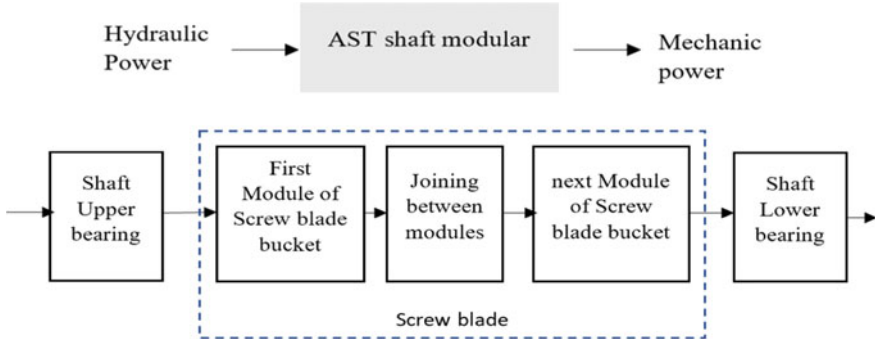 Hydraulic
Power
AST shaft modular
Mechanic
power
Shaft
Upper
bearing
First
Module of
Screw blade
bucket
Joining
between
modules
next Module
of Screw
blade bucket
Shaft
Lower
bearing
Screw blade